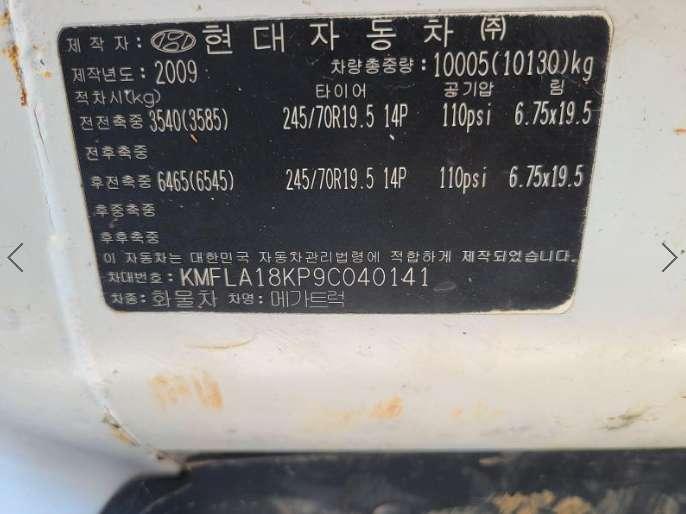 제 작 자 : 현 대 자 동 차 ㈜
제작년도 : 2009 차량총중량 : 10005(10130)kg
적차시(kg) 타이어 공기압 림
전전축중 3540(3585) 245/70R19.5 14P 110psi 6.75x19.5
전후축중
후전축중 6465(6545) 245/70R19.5 14P 110psi 6.75x19.5
후중축중
후후축중
이 자동차는 대한민국 자동차관리법령에 적합하게 제작되었습니다.
차대번호 : KMFLA18KP9C040141
차종: 화물차 차명: 메가트럭